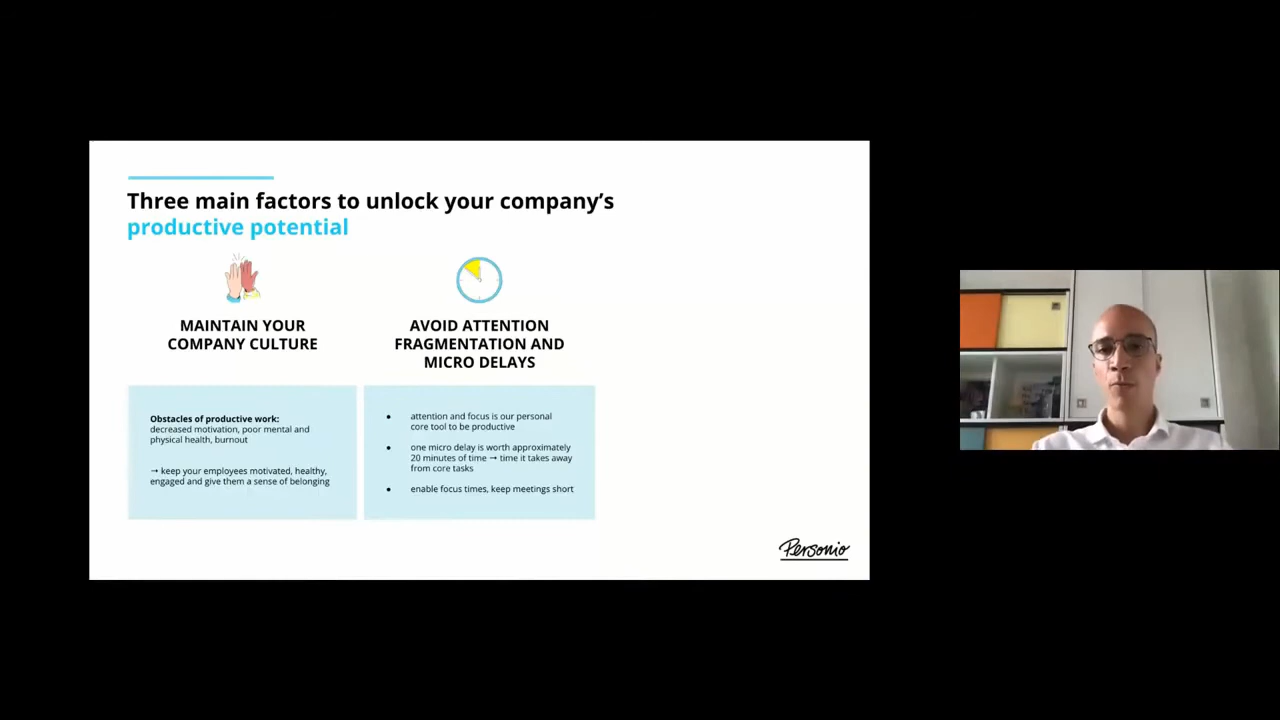 Three main factors to unlock your company's
productive potential
MAINTAIN YOUR
COMPANY CULTURE
Obstacles of productive work:
decreased motivation, poor mental and
physical health, burnout
→ keep your employees motivated, healthy,
engaged and give them a sense of belonging
AVOID ATTENTION
FRAGMENTATION AND
MICRO DELAYS
• attention and focus is our personal
core tool to be productive
• one micro delay is worth approximately
20 minutes of time → time it takes away
from core tasks
• enable focus times, keep meetings short
Personio